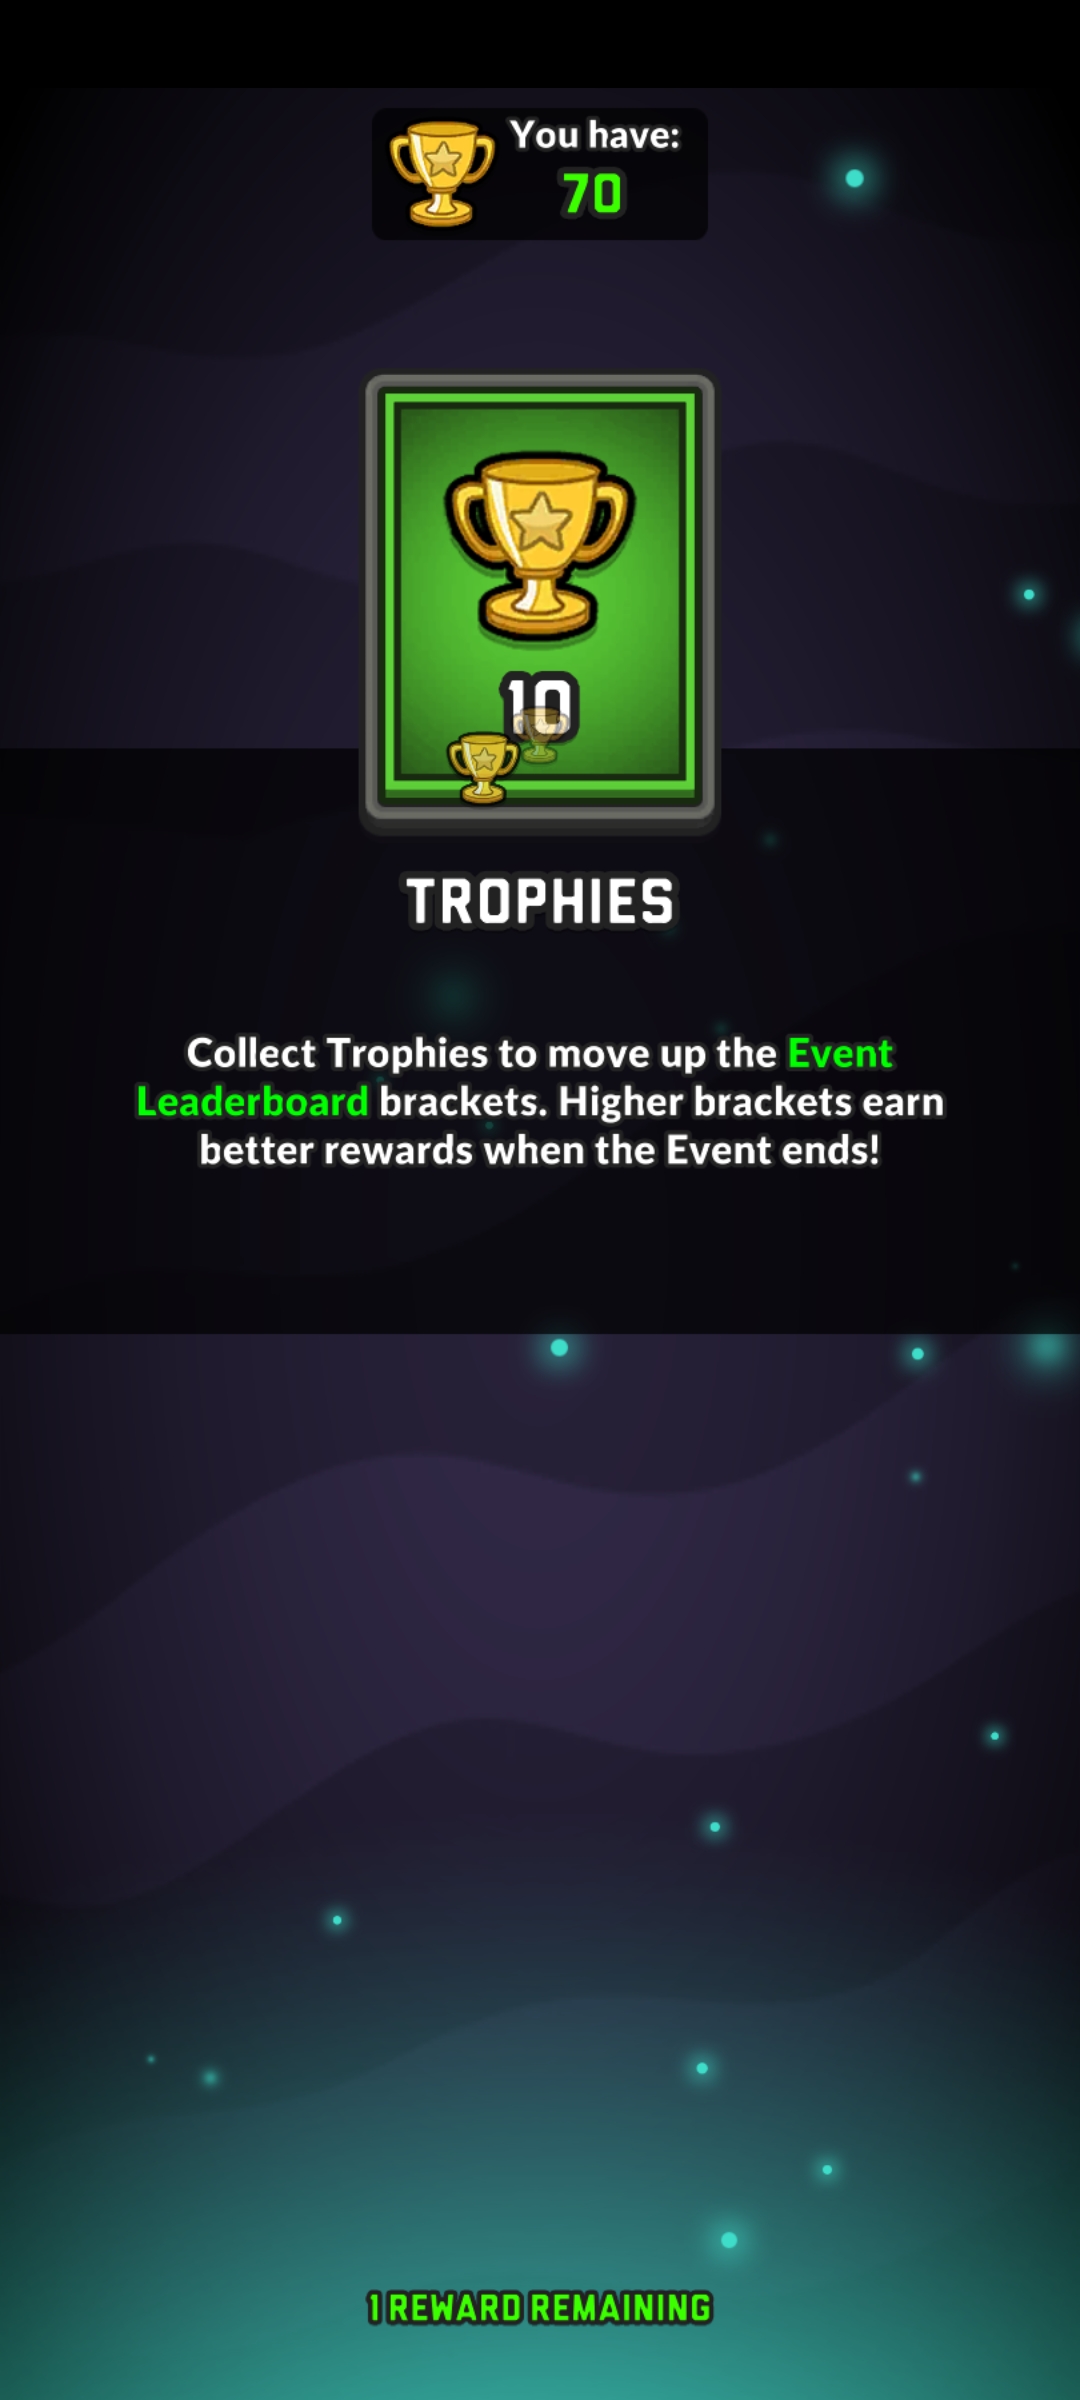 You have:
70
10
TROPHIES
Collect Trophies to move up the Event
Leaderboard brackets. Higher brackets earn
better rewards when the Event ends!
1 REWARD REMAINING